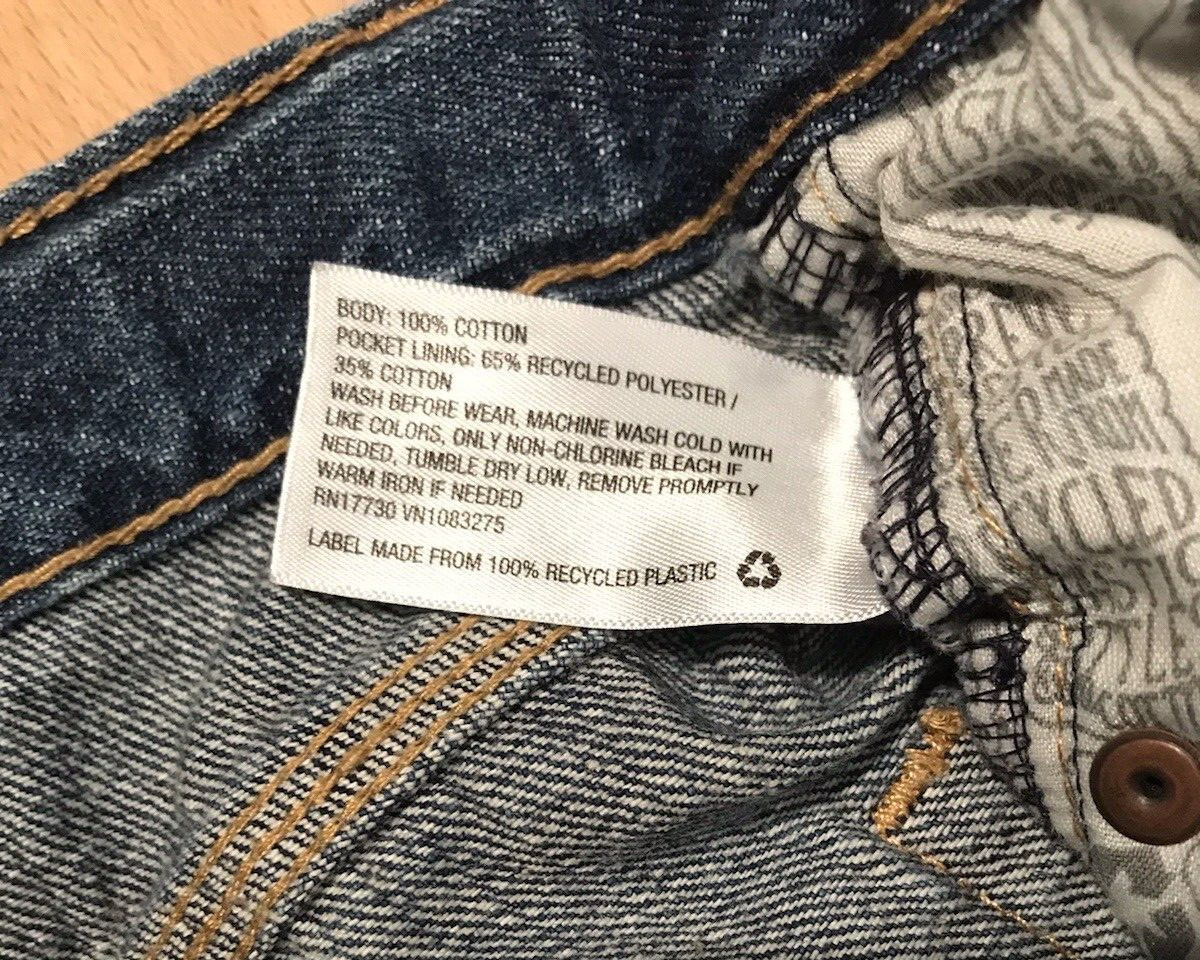 BODY: 100% COTTON
POCKET LINING: 65% RECYCLED POLYESTER /
35% COTTON
WASH BEFORE WEAR, MACHINE WASH COLD WITH
LIKE COLORS, ONLY NON-CHLORINE BLEACH IF
NEEDED, TUMBLE DRY LOW, REMOVE PROMPTLY
WARM IRON IF NEEDED
RN17730 VN1083275
LABEL MADE FROM 100% RECYCLED PLASTIC
MADE